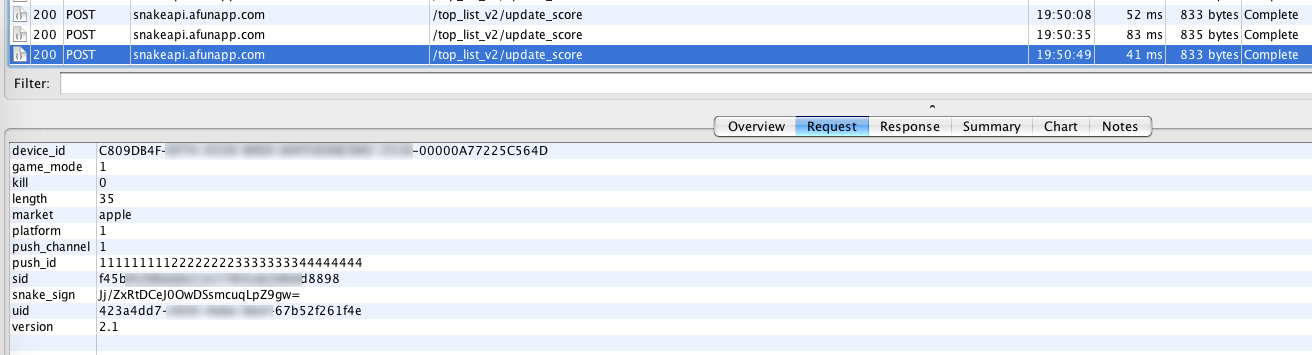 200 POST snakeapi.afunapp.com /top_list_v2/update_score 19:50:08 52 ms 833 bytes Complete
200 POST snakeapi.afunapp.com /top_list_v2/update_score 19:50:35 83 ms 835 bytes Complete
200 POST snakeapi.afunapp.com /top_list_v2/update_score 19:50:49 41 ms 833 bytes Complete
Filter:
Overview Request Response Summary Chart Notes
device_id C809DB4F- -00000A77225C564D
game_mode 1
kill 0
length 35
market apple
platform 1
push_channel 1
push_id 11111111122222222333333344444444
sid f45b d8898
snake_sign Jj/ZxRtDCeJ0OwDSsmcuqLpZ9gw=
uid 423a4dd7- -67b52f261f4e
version 2.1